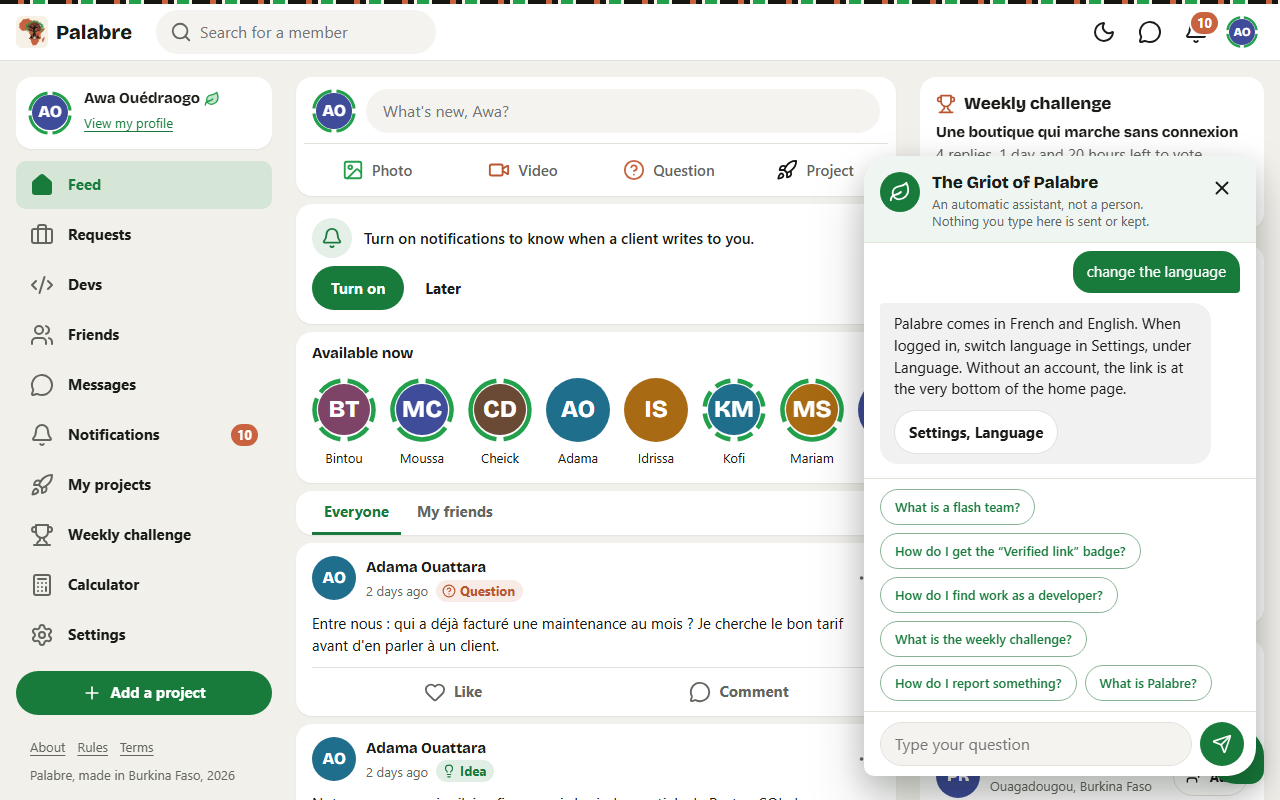 Palabre
Search for a member
10
AO
AO
Awa Ouédraogo
View my profile
Feed
Requests
Devs
Friends
Messages
Notifications
10
My projects
Weekly challenge
Calculator
Settings
Add a project
About Rules Terms
Palabre, made in Burkina Faso, 2026
AO
What's new, Awa?
Photo
Video
Question
Project
Turn on notifications to know when a client writes to you.
Turn on
Later
Available now
BT
MC
CD
AO
IS
KM
MS
Bintou
Moussa
Cheick
Adama
Idrissa
Kofi
Mariam
Everyone
My friends
AO
Adama Ouattara
2 days ago
Question
Entre nous : qui a déjà facturé une maintenance au mois ? Je cherche le bon tarif
avant d'en parler à un client.
Like
Comment
AO
Adama Ouattara
2 days ago
Idea
Weekly challenge
Une boutique qui marche sans connexion
4 replies, 1 day and 20 hours left to vote
The Griot of Palabre
An automatic assistant, not a person.
Nothing you type here is sent or kept.
change the language
Palabre comes in French and English. When
logged in, switch language in Settings, under
Language. Without an account, the link is at
the very bottom of the home page.
Settings, Language
What is a flash team?
How do I get the “Verified link” badge?
How do I find work as a developer?
What is the weekly challenge?
How do I report something?
What is Palabre?
Type your question
Ouagadougou, Burkina Faso